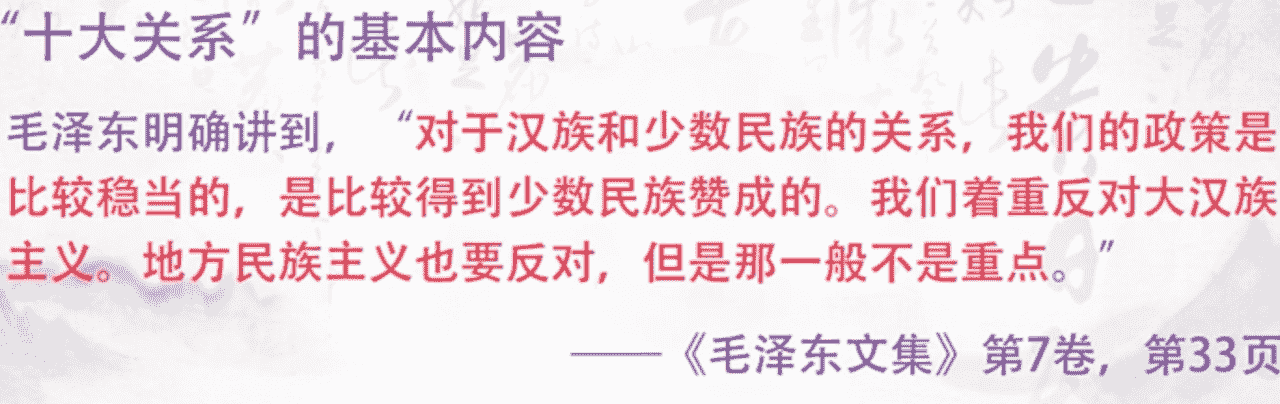 “十大关系”的基本内容
毛泽东明确讲到，“对于汉族和少数民族的关系，我们的政策是
比较稳当的，是比较得到少数民族赞成的。我们着重反对大汉族
主义。地方民族主义也要反对，但是那一般不是重点。”
——《毛泽东文集》第7卷，第33页